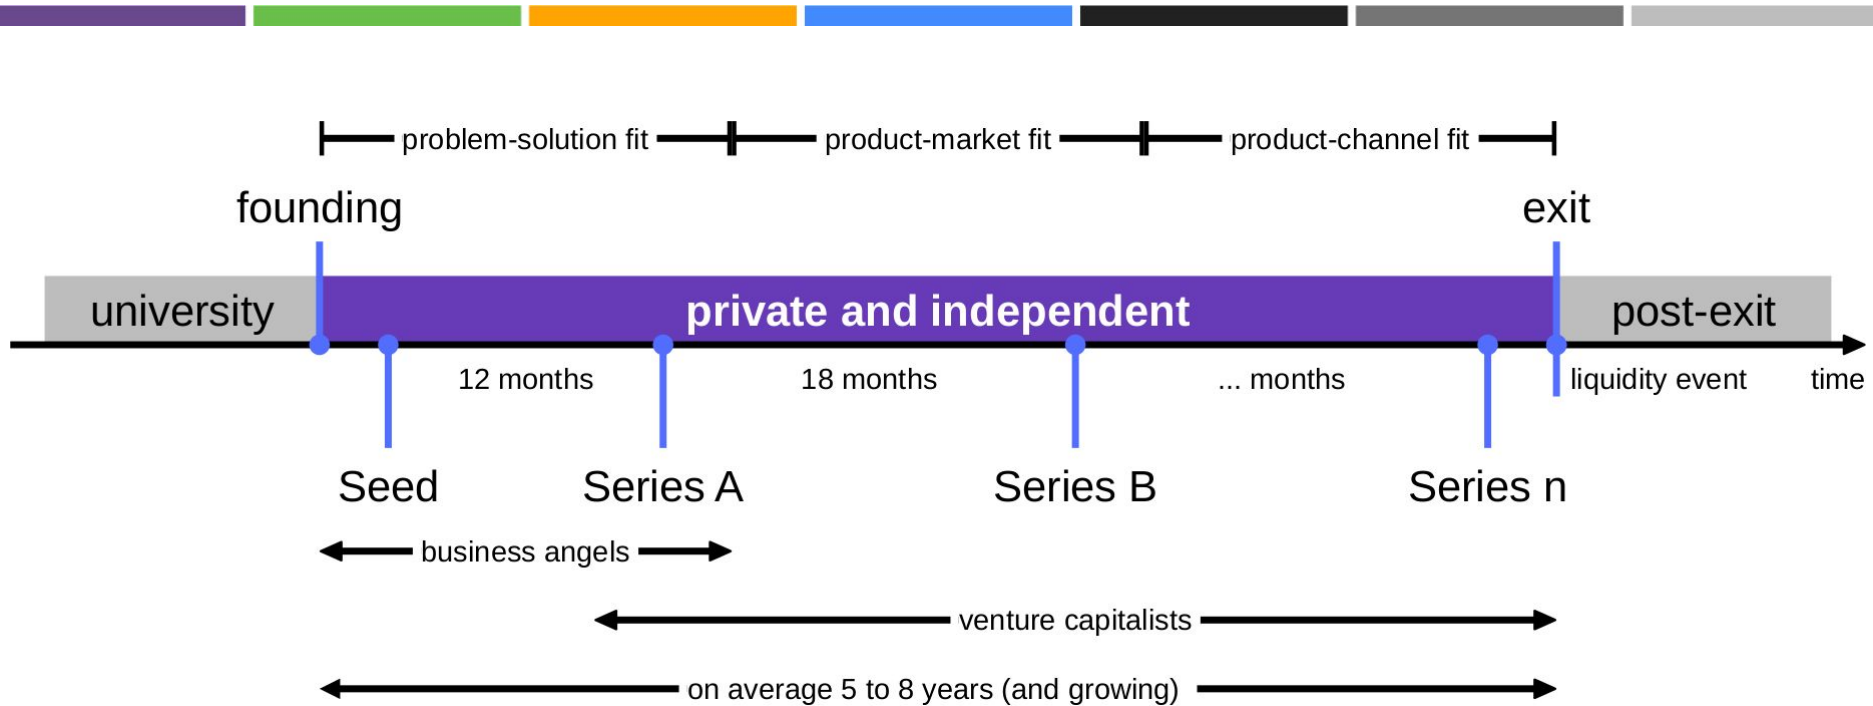 problem-solution fit product-market fit product-channel fit
founding exit
university private and independent post-exit
12 months 18 months ... months liquidity event time
Seed Series A Series B Series n
business angels
venture capitalists
on average 5 to 8 years (and growing)